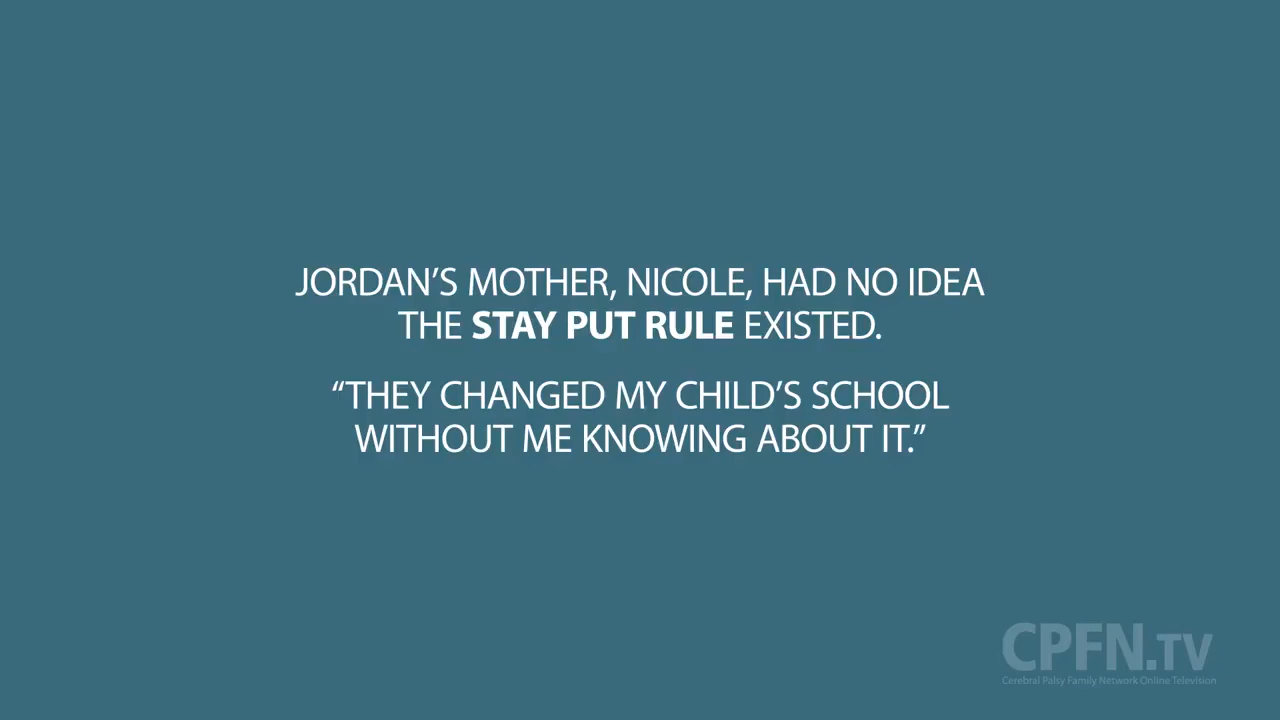 JORDAN’S MOTHER, NICOLE, HAD NO IDEA
THE STAY PUT RULE EXISTED.
“THEY CHANGED MY CHILD’S SCHOOL
WITHOUT ME KNOWING ABOUT IT.”
CPFN.TV
Cerebral Palsy Family Network Online Television